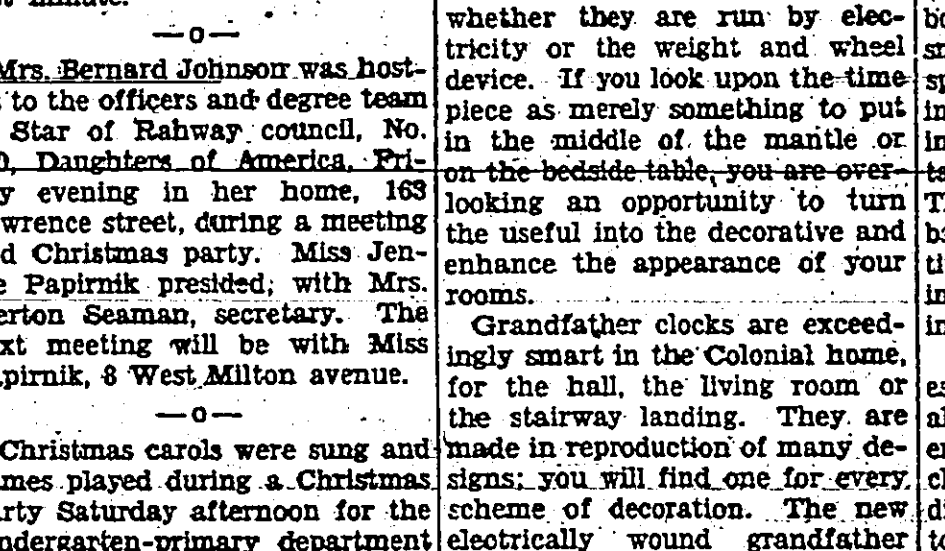 —o—
Mrs. Bernard Johnson was host-
to the officers and degree team
Star of Rahway council, No.
Daughters of America, Fri-
evening in her home, 163
wrence street, during a meeting
d Christmas party. Miss Jen-
e Papirnik presided, with Mrs.
erton Seaman, secretary. The
xt meeting will be with Miss
pirnik, 8 West Milton avenue.
—o—
Christmas carols were sung and
mes played during a Christmas
rty Saturday afternoon for the
ndergarten-primary department
whether they are run by elec-
tricity or the weight and wheel
device. If you look upon the time
piece as merely something to put
in the middle of the mantle or
on the bedside table, you are over-
looking an opportunity to turn
the useful into the decorative and
enhance the appearance of your
rooms.
Grandfather clocks are exceed-
ingly smart in the Colonial home,
for the hall, the living room or
the stairway landing. They are
made in reproduction of many de-
signs; you will find one for every
scheme of decoration. The new
electrically wound grandfather